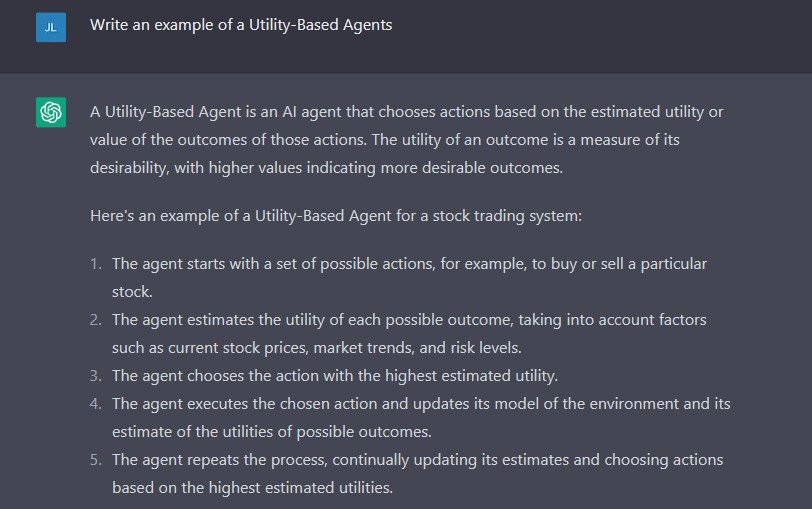 JL
Write an example of a Utility-Based Agents
A Utility-Based Agent is an AI agent that chooses actions based on the estimated utility or
value of the outcomes of those actions. The utility of an outcome is a measure of its
desirability, with higher values indicating more desirable outcomes.
Here's an example of a Utility-Based Agent for a stock trading system:
1. The agent starts with a set of possible actions, for example, to buy or sell a particular
stock.
2. The agent estimates the utility of each possible outcome, taking into account factors
such as current stock prices, market trends, and risk levels.
3. The agent chooses the action with the highest estimated utility.
4. The agent executes the chosen action and updates its model of the environment and its
estimate of the utilities of possible outcomes.
5. The agent repeats the process, continually updating its estimates and choosing actions
based on the highest estimated utilities.